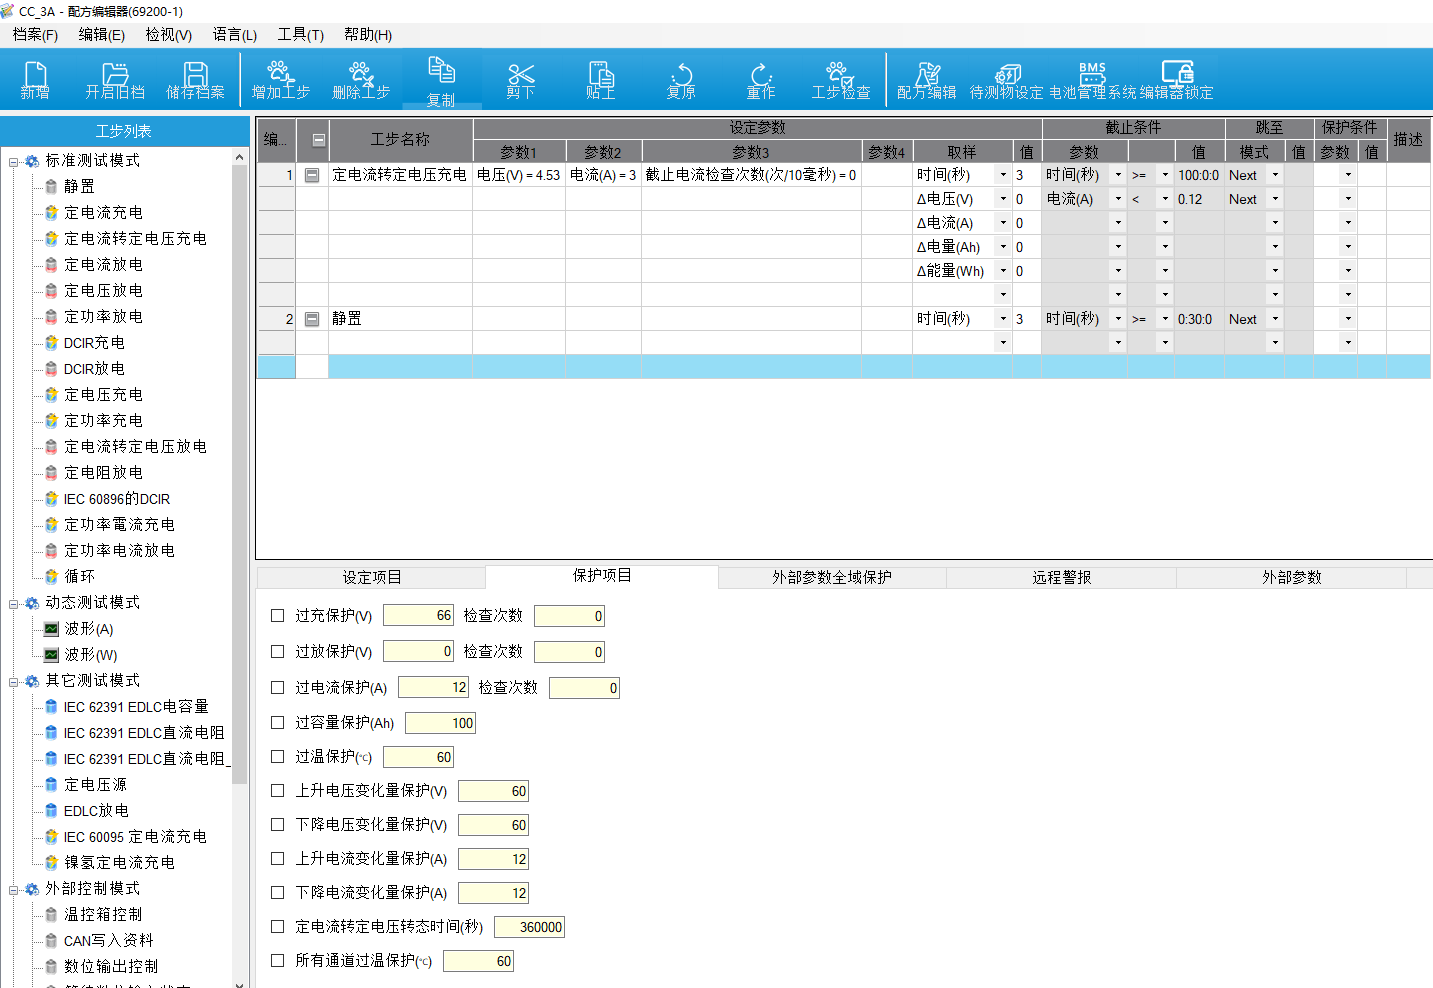 CC_3A - 配方编辑器(69200-1)
档案(F) 编辑(E) 检视(V) 语言(L) 工具(T) 帮助(H)
新增 开启旧档 储存档案 增加工步 删除工步 复制 剪下 贴上 复原 重作 工步检查 配方编辑 待测物设定 BMS 电池管理系统 编辑器锁定
工步列表
标准测试模式
静置
定电流充电
定电流转定电压充电
定电流放电
定电压放电
定功率放电
DCIR充电
DCIR放电
定电压充电
定功率充电
定电流转定电压放电
定电阻放电
IEC 60896的DCIR
定功率電流充电
定功率电流放电
循环
动态测试模式
波形(A)
波形(W)
其它测试模式
IEC 62391 EDLC电容量
IEC 62391 EDLC直流电阻
IEC 62391 EDLC直流电阻_
定电压源
EDLC放电
IEC 60095 定电流充电
镍氢定电流充电
外部控制模式
温控箱控制
CAN写入资料
数位输出控制
编... 工步名称 设定参数 截止条件 跳至 保护条件 描述
参数1 参数2 参数3 参数4 取样 值 参数 值 模式 值 参数 值
1 定电流转定电压充电 电压(V) = 4.53 电流(A) = 3 截止电流检查次数(次/10毫秒) = 0 时间(秒) 3 时间(秒) >= 100:0:0 Next
Δ电压(V) 0 电流(A) < 0.12 Next
Δ电流(A) 0
Δ电量(Ah) 0
Δ能量(Wh) 0
2 静置 时间(秒) 3 时间(秒) >= 0:30:0 Next
设定项目 保护项目 外部参数全域保护 远程警报 外部参数
过充保护(V) 66 检查次数 0
过放保护(V) 0 检查次数 0
过电流保护(A) 12 检查次数 0
过容量保护(Ah) 100
过温保护(℃) 60
上升电压变化量保护(V) 60
下降电压变化量保护(V) 60
上升电流变化量保护(A) 12
下降电流变化量保护(A) 12
定电流转定电压转态时间(秒) 360000
所有通道过温保护(℃) 60